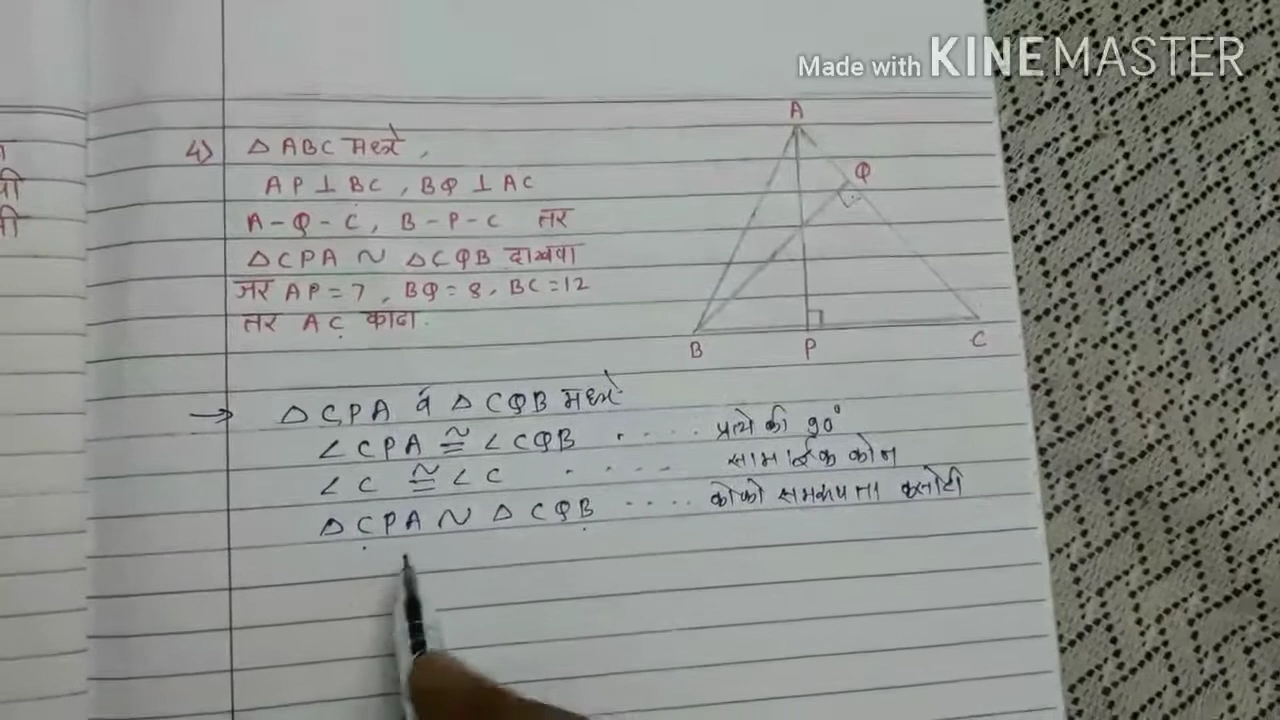 Made with KINEMASTER
4) △ ABC मध्ये,
AP ⊥ BC , BQ ⊥ AC
A - Q - C, B - P - C तर
△CPA ~ △CQB दाखवा
जर AP = 7 , BQ = 8, BC = 12
तर AC काढा.
A
Q
B P C
→ △ CPA व △ CQB मध्ये
∠ CPA ≅ ∠ CQB ..... प्रत्येकी 90°
∠ C ≅ ∠ C ..... सामाईक कोन
△ CPA ~ △ CQB ..... कोको समरूपता कसोटी